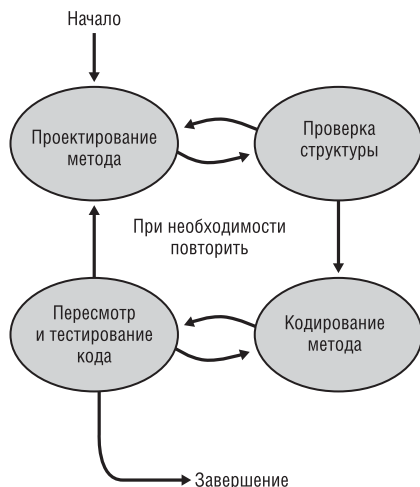 Начало
Проектирование
метода
Проверка
структуры
При необходимости
повторить
Пересмотр
и тестирование
кода
Кодирование
метода
Завершение